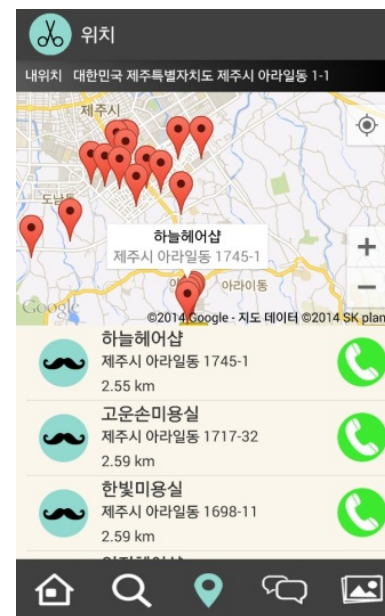 위치
내위치 대한민국 제주특별자치도 제주시 아라일동 1-1
제주시
도남동
하늘헤어샵
제주시 아라일동 1745-1
아라이동
Google
©2014 Google - 지도 데이터 ©2014 SK plan
하늘헤어샵
제주시 아라일동 1745-1
2.55 km
고운손미용실
제주시 아라일동 1717-32
2.59 km
한빛미용실
제주시 아라일동 1698-11
2.59 km